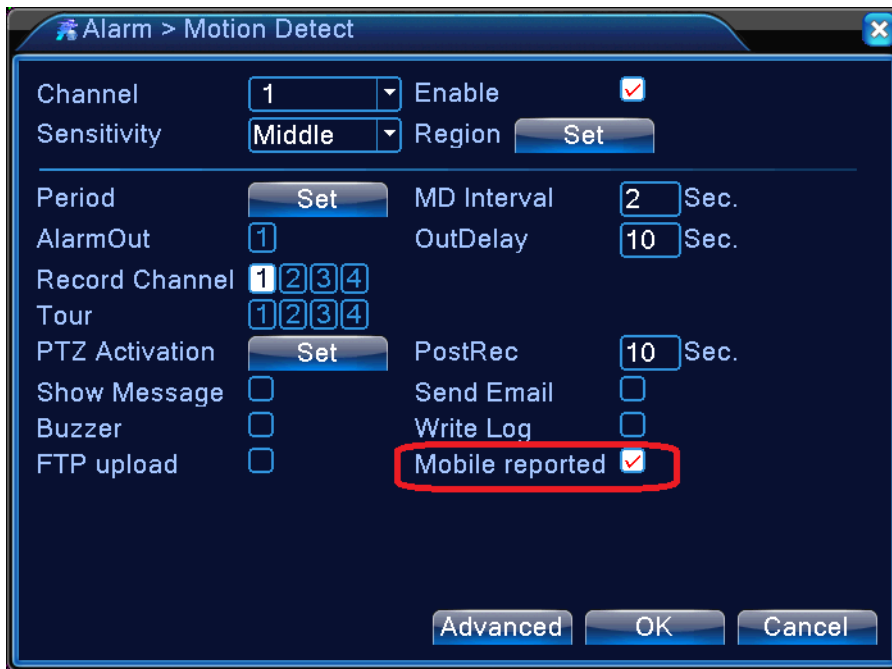 Alarm > Motion Detect
Channel 1 Enable
Sensitivity Middle Region Set
Period Set MD Interval 2 Sec.
AlarmOut 1 OutDelay 10 Sec.
Record Channel 1 2 3 4
Tour 1 2 3 4
PTZ Activation Set PostRec 10 Sec.
Show Message Send Email
Buzzer Write Log
FTP upload Mobile reported
Advanced OK Cancel